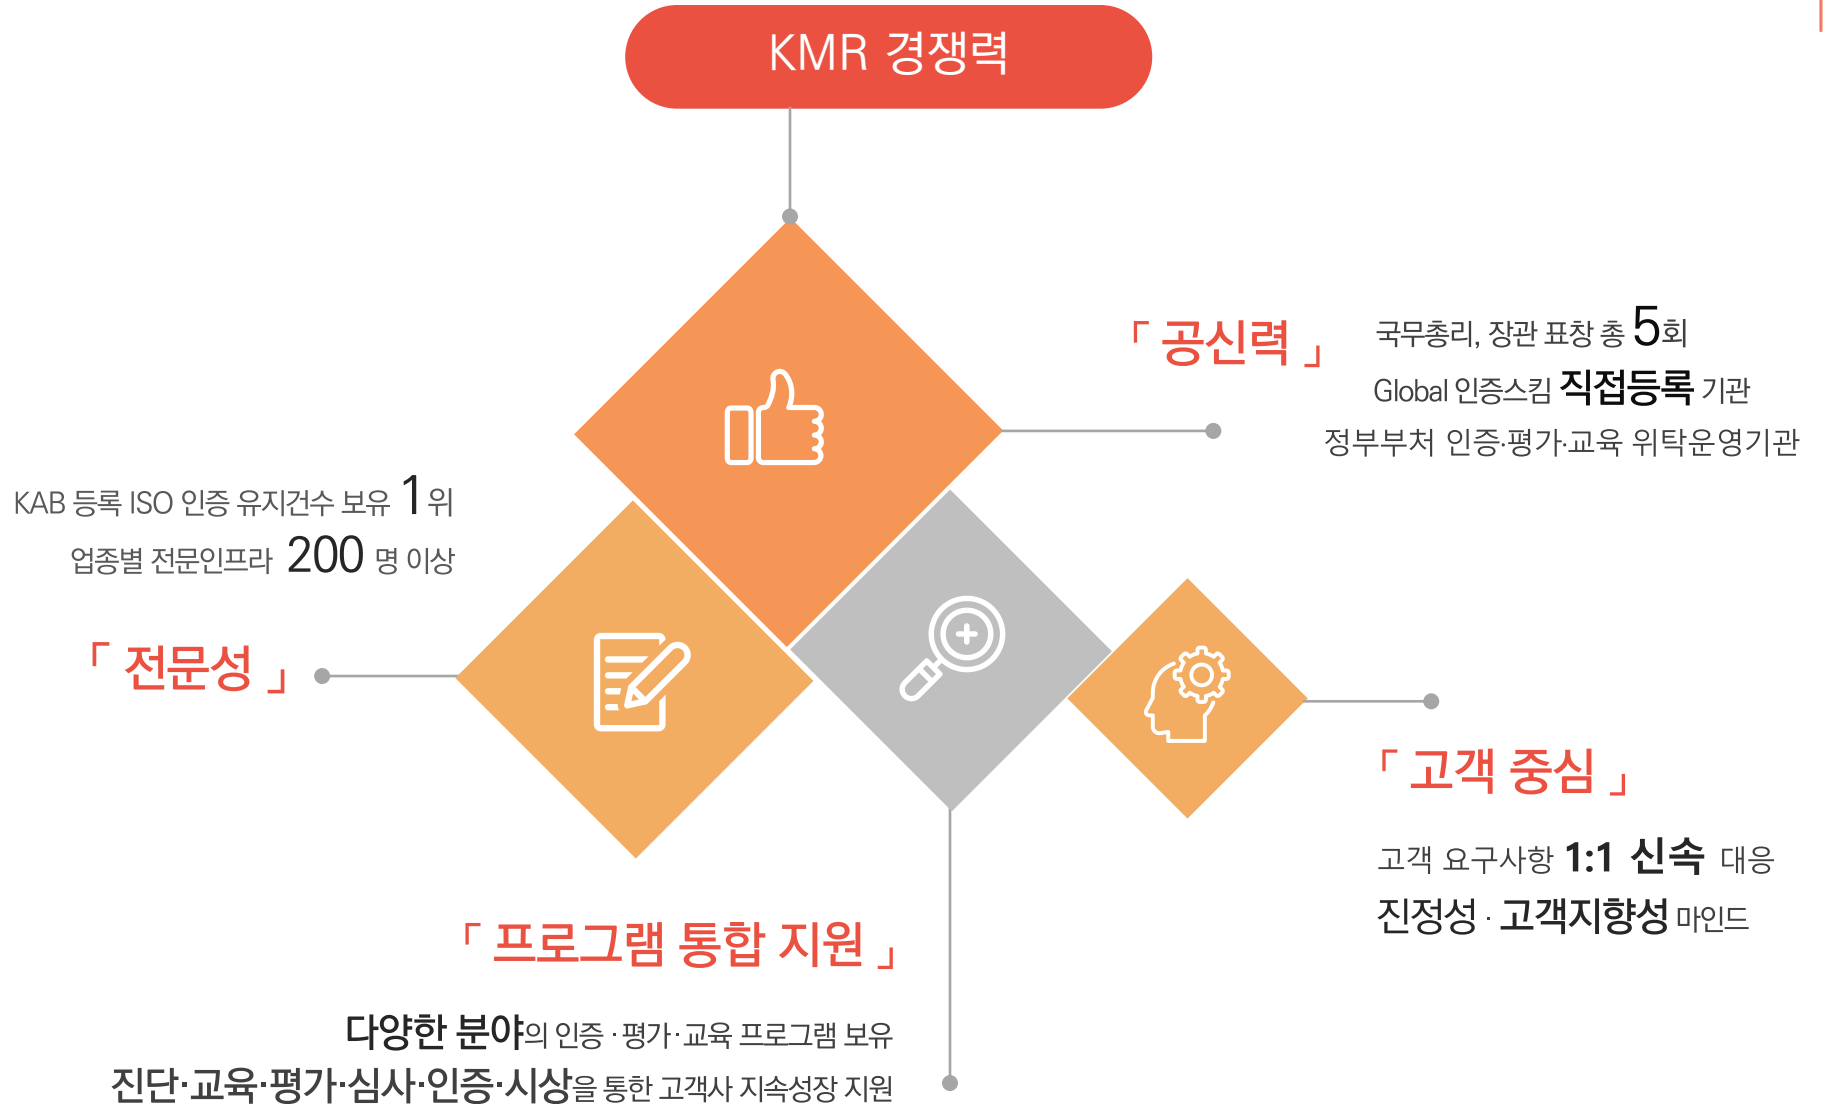 KMR 경쟁력
「 공신력 」
국무총리, 장관 표창 총 5회
Global 인증스킴 직접등록 기관
정부부처 인증·평가·교육 위탁운영기관
KAB 등록 ISO 인증 유지건수 보유 1위
업종별 전문인프라 200 명 이상
「 전문성 」
「 고객 중심 」
고객 요구사항 1:1 신속 대응
진정성 · 고객지향성 마인드
「 프로그램 통합 지원 」
다양한 분야의 인증 · 평가 · 교육 프로그램 보유
진단·교육·평가·심사·인증·시상을 통한 고객사 지속성장 지원